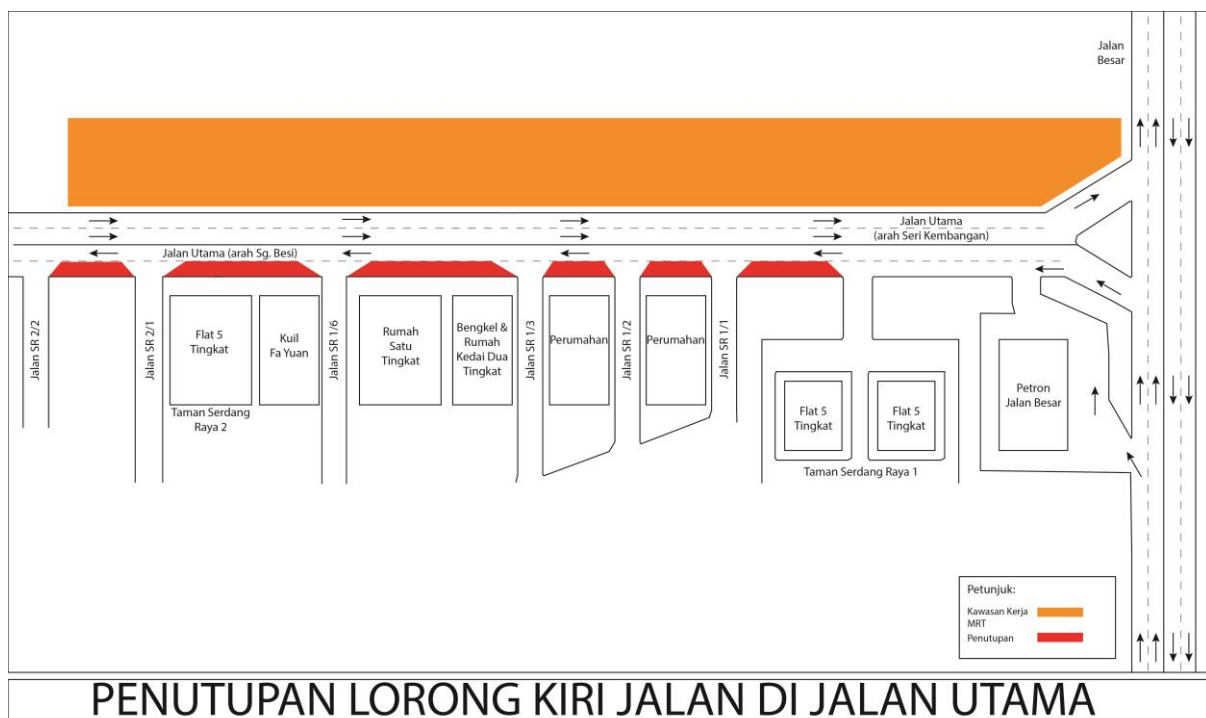 Jalan
Besar
Jalan Utama
(arah Seri Kembangan)
Jalan Utama (arah Sg. Besi)
Jalan SR 2/2
Jalan SR 2/1
Flat 5
Tingkat
Kuil
Fa Yuan
Taman Serdang
Raya 2
Jalan SR 1/6
Rumah
Satu
Tingkat
Bengkel &
Rumah
Kedai Dua
Tingkat
Jalan SR 1/3
Perumahan
Jalan SR 1/2
Perumahan
Jalan SR 1/1
Flat 5
Tingkat
Flat 5
Tingkat
Taman Serdang Raya 1
Petron
Jalan Besar
Petunjuk:
Kawasan Kerja
MRT
Penutupan
PENUTUPAN LORONG KIRI JALAN DI JALAN UTAMA